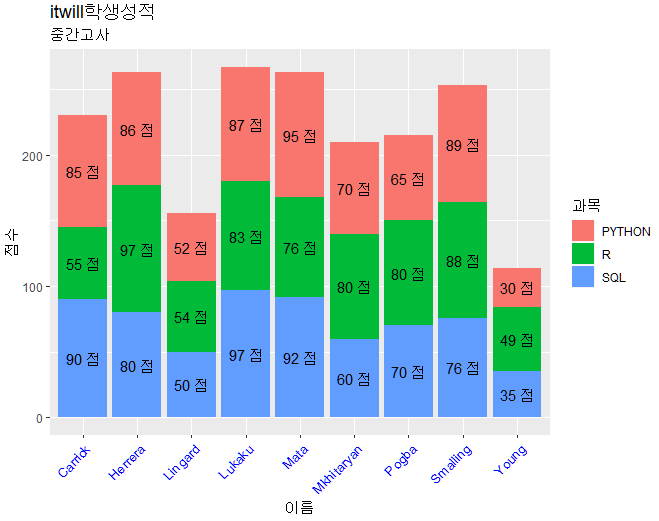 itwill학생성적
중간고사
점수
200
100
0
86 점
87 점
95 점
85 점
89 점
70 점
65 점
52 점
30 점
55 점
97 점
83 점
76 점
54 점
80 점
80 점
88 점
49 점
90 점
80 점
50 점
97 점
92 점
60 점
70 점
76 점
35 점
Carrick
Herrera
Lingard
Lukaku
Mata
Mkhitaryan
Pogba
Smalling
Young
이름
과목
PYTHON
R
SQL